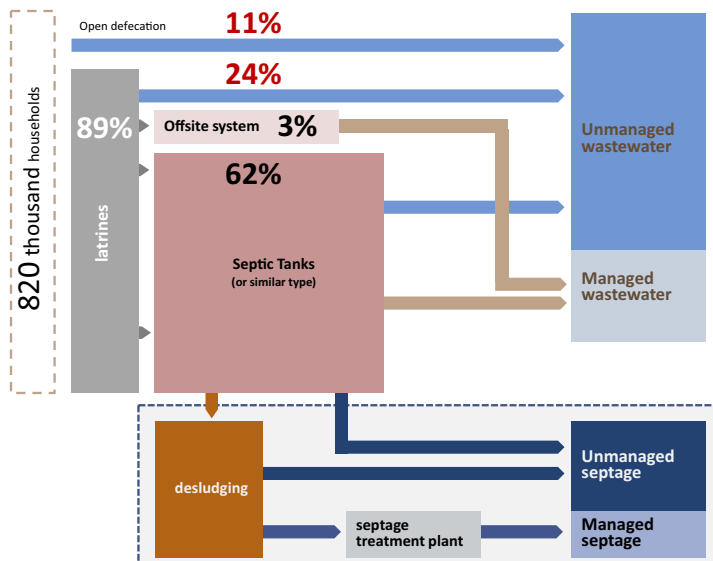 820 thousand households
Open defecation
11%
24%
89%
latrines
Offsite system 3%
62%
Septic Tanks
(or similar type)
Unmanaged
wastewater
Managed
wastewater
desludging
septage
treatment plant
Unmanaged
septage
Managed
septage